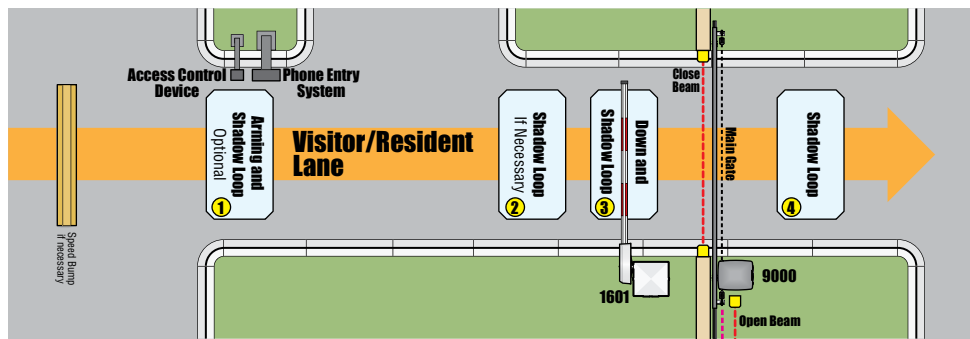 Access Control
Device
Phone Entry
System
Close
Beam
Arming and
Shadow Loop
Optional
1
Visitor/Resident
Lane
Shadow Loop
If Necessary
2
Down and
Shadow Loop
3
Main Gate
Shadow Loop
4
Speed Bump
if necessary
1601
9000
Open Beam